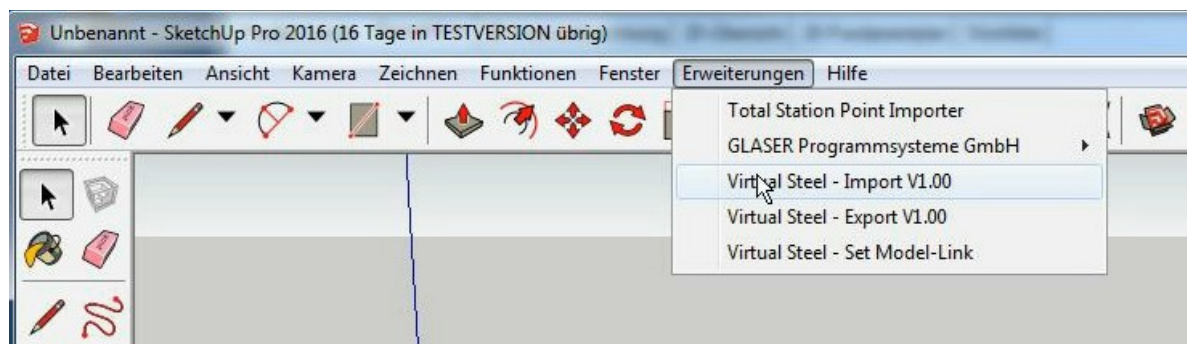 Unbenannt - SketchUp Pro 2016 (16 Tage in TESTVERSION übrig)
Datei Bearbeiten Ansicht Kamera Zeichnen Funktionen Fenster Erweiterungen Hilfe
Total Station Point Importer
GLASER Programmsysteme GmbH
Virtual Steel - Import V1.00
Virtual Steel - Export V1.00
Virtual Steel - Set Model-Link